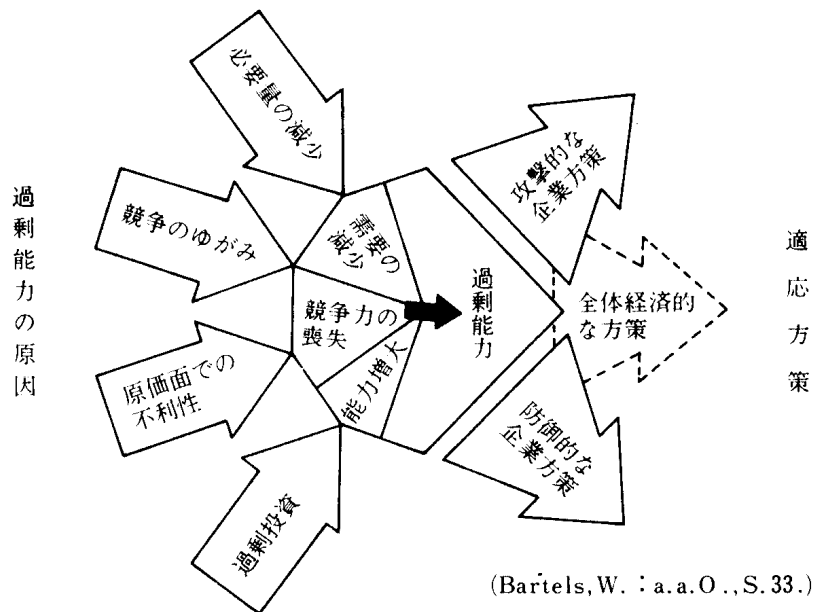 過剰能力の原因
必要量の減少
競争のゆがみ
原価面での
不利性
過剰投資
需要の
減少
競争力の
喪失
能力増大
過剰能力
攻撃的な
企業方策
全体経済的
な方策
防御的な
企業方策
適応方策
(Bartels,W.：a.a.O.,S.33.)